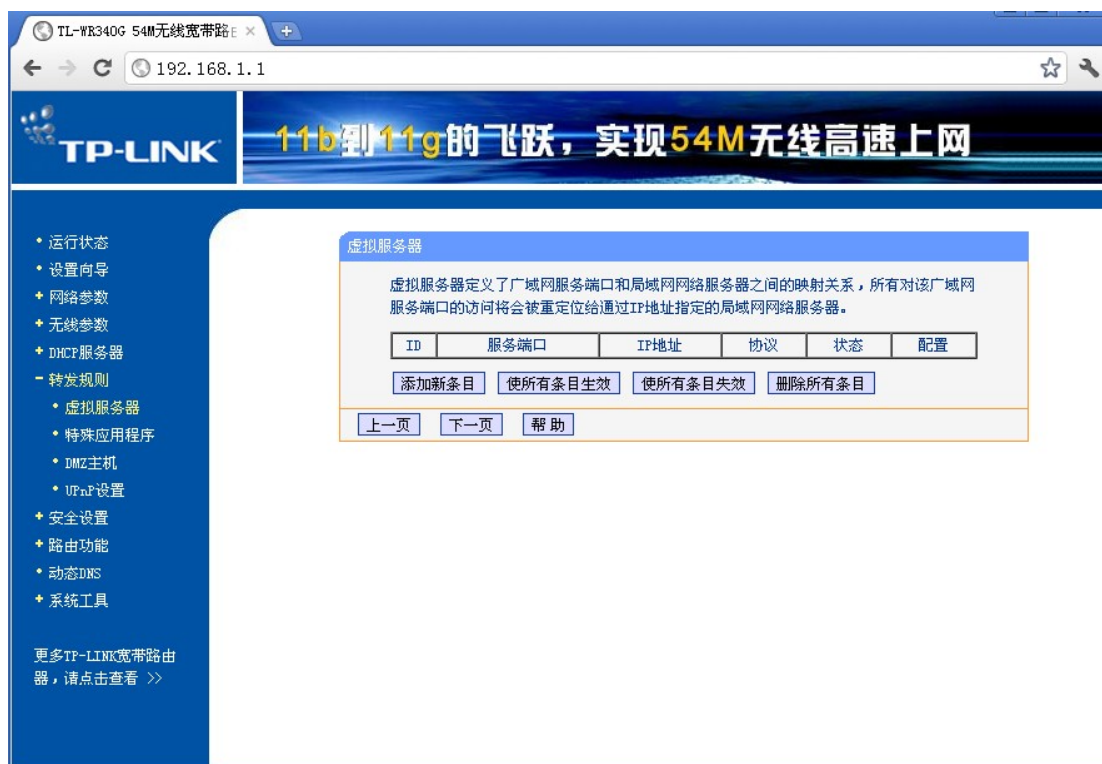 TL-WR340G 54M无线宽带路
192.168.1.1
TP-LINK
11b到11g的飞跃，实现54M无线高速上网
运行状态
设置向导
网络参数
无线参数
DHCP服务器
转发规则
虚拟服务器
特殊应用程序
DMZ主机
UPnP设置
安全设置
路由功能
动态DNS
系统工具
更多TP-LINK宽带路由
器，请点击查看 >>
虚拟服务器
虚拟服务器定义了广域网服务端口和局域网网络服务器之间的映射关系，所有对该广域网
服务端口的访问将会被重定位给通过IP地址指定的局域网网络服务器。
ID 服务端口 IP地址 协议 状态 配置
添加新条目 使所有条目生效 使所有条目失效 删除所有条目
上一页 下一页 帮助